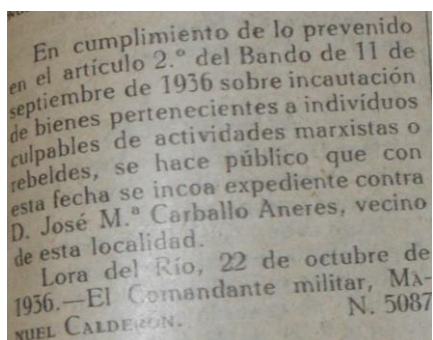 En cumplimiento de lo prevenido
en el artículo 2.º del Bando de 11 de
septiembre de 1936 sobre incautación
de bienes pertenecientes a indivíduos
culpables de actividades marxistas o
rebeldes, se hace público que con
esta fecha se incoa expediente contra
D. José M.ª Carballo Aneres, vecino
de esta localidad.
Lora del Río, 22 de octubre de
1936.—El Comandante militar, MA-
NUEL CALDERON.
N. 5087